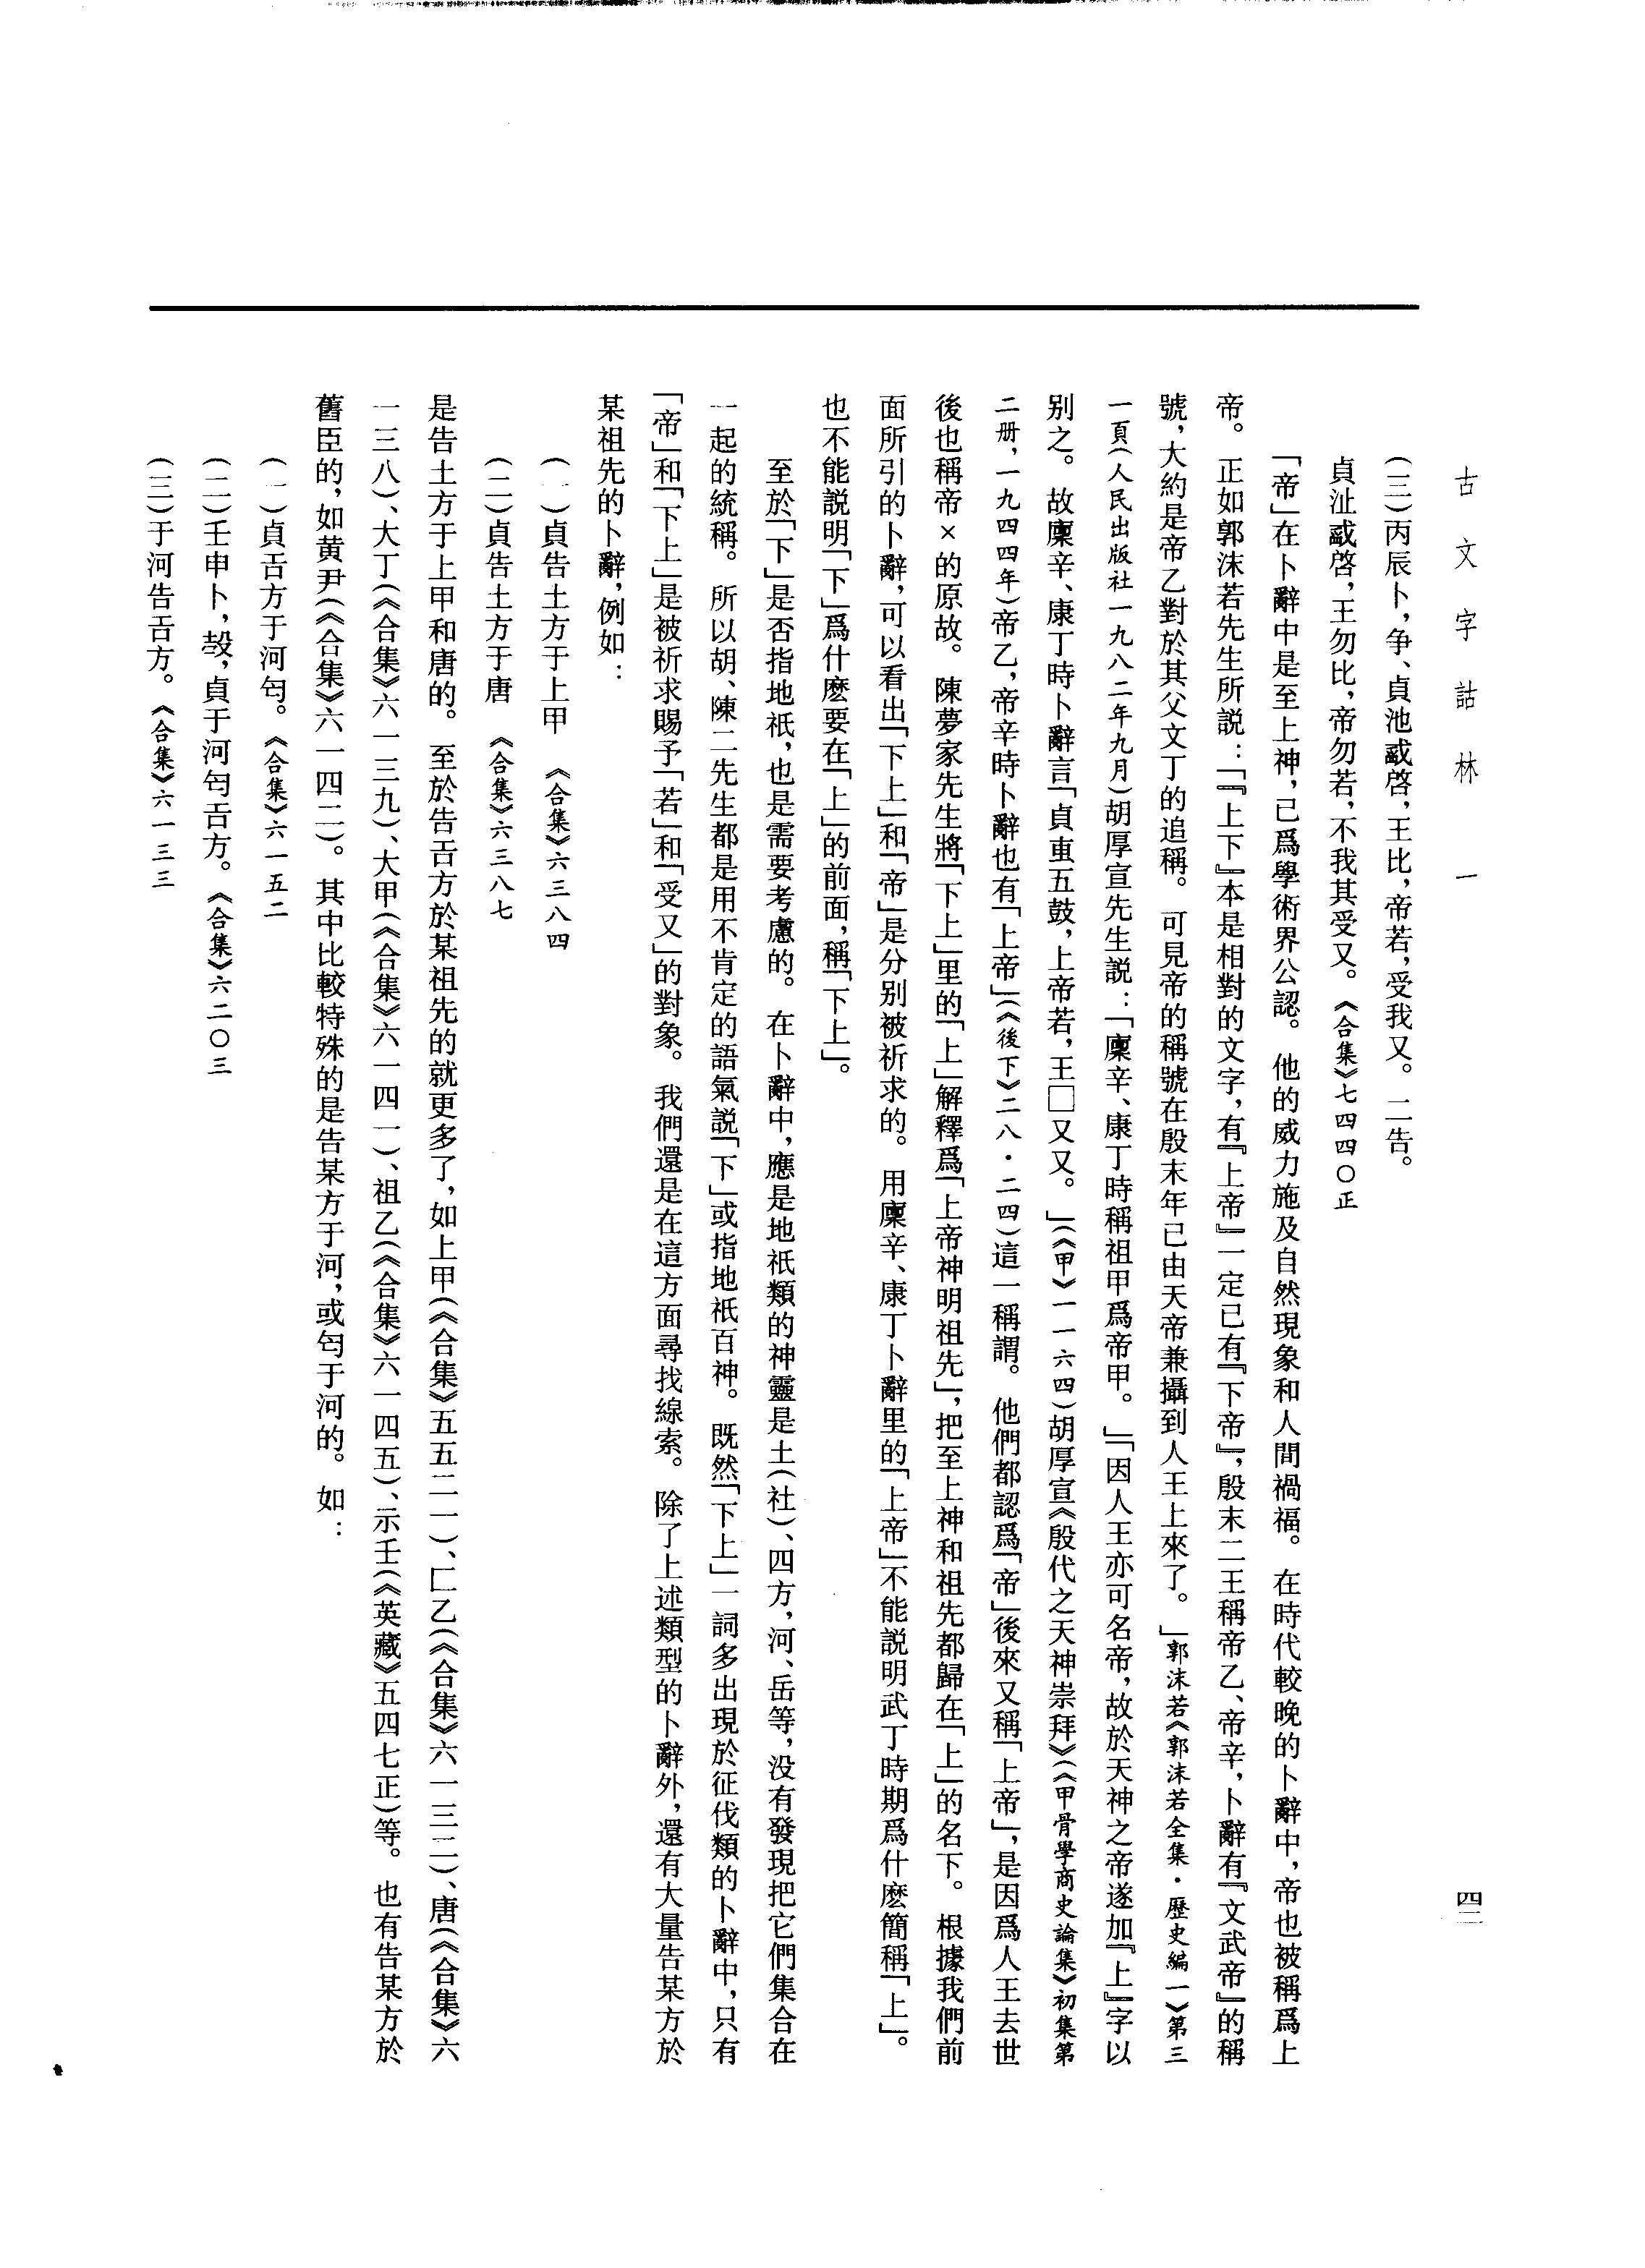 古文字詁林　一
四二
（三）丙辰卜，争、貞沚䤸啓，王比，帝若，受我又。二告。
貞沚䤸啓，王勿比，帝勿若，不我其受又。《合集》七四四〇正
「帝」在卜辭中是至上神，已爲學術界公認。他的威力施及自然現象和人間禍福。在時代較晚的卜辭中，帝也被稱爲上
帝。正如郭沫若先生所説：「『上下』本是相對的文字，有『上帝』一定已有『下帝』，殷末二王稱帝乙、帝辛，卜辭有『文武帝』的稱
號，大約是帝乙對於其父文丁的追稱。可見帝的稱號在殷末年已由天帝兼攝到人王上來了。」郭沫若《郭沫若全集·歷史編一》第三
一頁（人民出版社一九八二年九月）胡厚宣先生説：「廩辛、康丁時稱祖甲爲帝甲。」「因人王亦可名帝，故於天神之帝遂加『上』字以
别之。故廩辛、康丁時卜辭言「貞叀五鼓，上帝若，王□又又。」（《甲》一一六四）胡厚宣《殷代之天神崇拜》（《甲骨學商史論集》初集第
二册，一九四四年）帝乙，帝辛時卜辭也有「上帝」（《後下》二八·二四）這一稱謂。他們都認爲「帝」後來又稱「上帝」，是因爲人王去世
後也稱帝×的原故。陳夢家先生將「下上」里的「上」解釋爲「上帝神明祖先」，把至上神和祖先都歸在「上」的名下。根據我們前
面所引的卜辭，可以看出「下上」和「帝」是分别被祈求的。用廩辛、康丁卜辭里的「上帝」不能説明武丁時期爲什麽簡稱「上」。
也不能説明「下」爲什麽要在「上」的前面，稱「下上」。
至於「下」是否指地祇，也是需要考慮的。在卜辭中，應是地祇類的神靈是土（社）、四方，河、岳等，没有發現把它們集合在
一起的統稱。所以胡、陳二先生都是用不肯定的語氣説「下」或指地祇百神。既然「下上」一詞多出現於征伐類的卜辭中，只有
「帝」和「下上」是被祈求賜予「若」和「受又」的對象。我們還是在這方面尋找線索。除了上述類型的卜辭外，還有大量告某方於
某祖先的卜辭，例如：
（一）貞告土方于上甲　《合集》六三八四
（二）貞告土方于唐　《合集》六三八七
是告土方于上甲和唐的。至於告𠮷方於某祖先的就更多了，如上甲（《合集》五五二一）、匚乙（《合集》六一三二）、唐（《合集》六
一三八）、大丁（《合集》六一三九）、大甲（《合集》六一四一）、祖乙（《合集》六一四五）、示壬（《英藏》五四七正）等。也有告某方於
舊臣的，如黄尹（《合集》六一四二）。其中比較特殊的是告某方于河，或匄于河的。如：
（一）貞𠮷方于河匄。《合集》六一五二
（二）壬申卜，㱿，貞于河匄𠮷方。《合集》六二〇三
（三）于河告𠮷方。《合集》六一三三